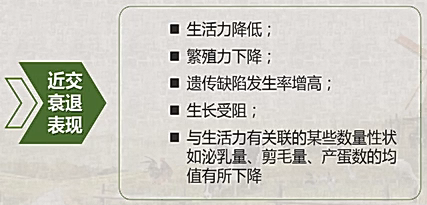 近交
衰退
表现
■ 生活力降低；
■ 繁殖力下降；
■ 遗传缺陷发生率增高；
■ 生长受阻；
■ 与生活力有关联的某些数量性状
如泌乳量、剪毛量、产蛋数的均
值有所下降